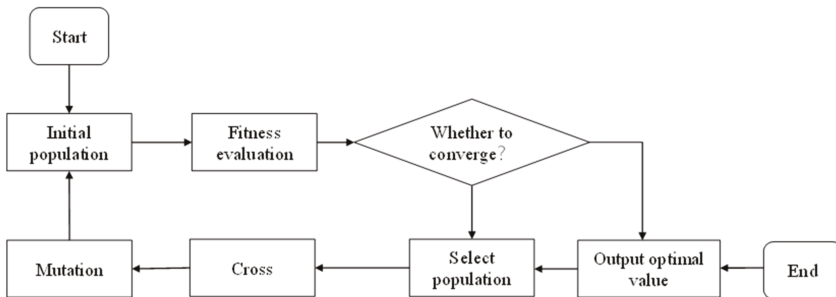 Start
Initial
population
Fitness
evaluation
Whether to
converge?
Mutation
Cross
Select
population
Output optimal
value
End